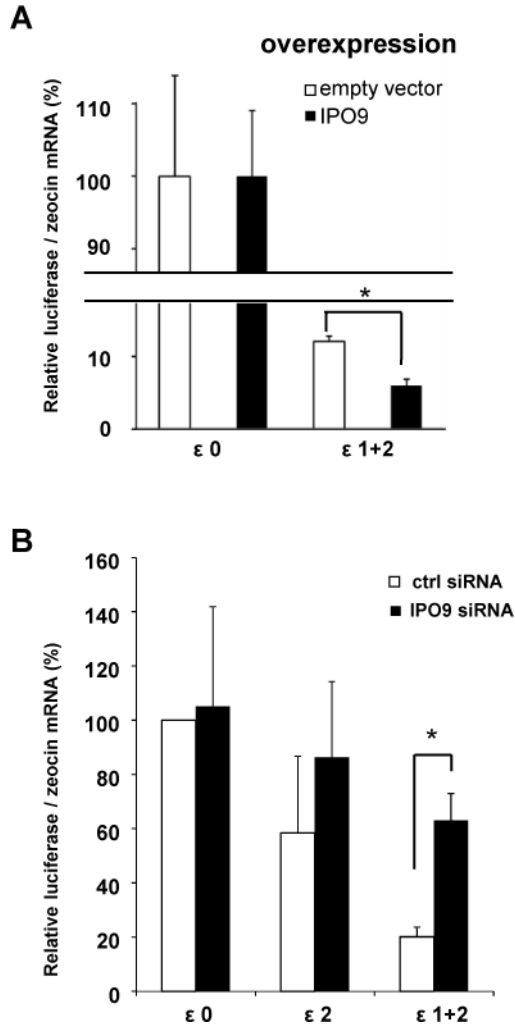 A
overexpression
empty vector
IPO9
Relative luciferase / zeocin mRNA (%)
110
100
90
10
0
*
ε 0
ε 1+2
B
ctrl siRNA
IPO9 siRNA
Relative luciferase / zeocin mRNA (%)
160
140
120
100
80
60
40
20
0
*
ε 0
ε 2
ε 1+2